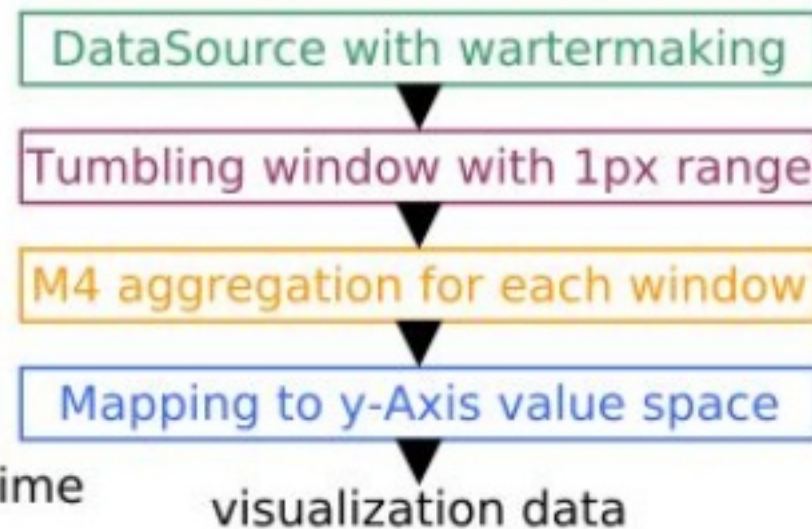 DataSource with wartermaking
Tumbling window with 1px range
M4 aggregation for each window
Mapping to y-Axis value space
ime
visualization data